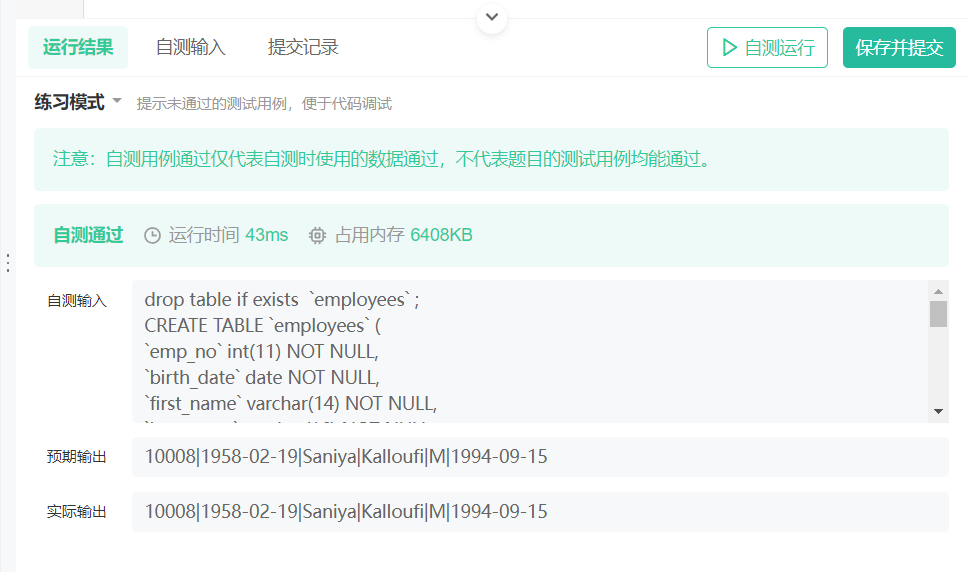 运行结果 自测输入 提交记录 自测运行 保存并提交
练习模式 提示未通过的测试用例，便于代码调试
注意：自测用例通过仅代表自测时使用的数据通过，不代表题目的测试用例均能通过。
自测通过 运行时间 43ms 占用内存 6408KB
自测输入 drop table if exists  `employees` ;
CREATE TABLE `employees` (
`emp_no` int(11) NOT NULL,
`birth_date` date NOT NULL,
`first_name` varchar(14) NOT NULL,
预期输出 10008|1958-02-19|Saniya|Kalloufi|M|1994-09-15
实际输出 10008|1958-02-19|Saniya|Kalloufi|M|1994-09-15